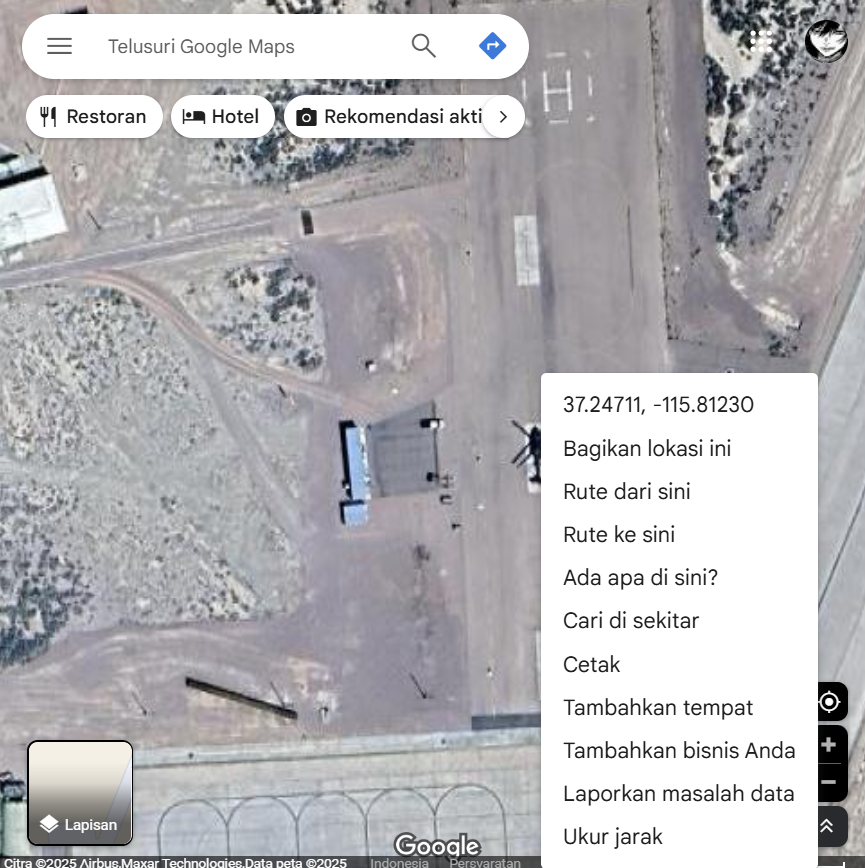 Telusuri Google Maps
Restoran
Hotel
Rekomendasi akti
H
37.24711, -115.81230
Bagikan lokasi ini
Rute dari sini
Rute ke sini
Ada apa di sini?
Cari di sekitar
Cetak
Tambahkan tempat
Tambahkan bisnis Anda
Laporkan masalah data
Ukur jarak
Lapisan
Google
Citra ©2025 Airbus,Maxar Technologies,Data peta ©2025
Indonesia
Persyaratan